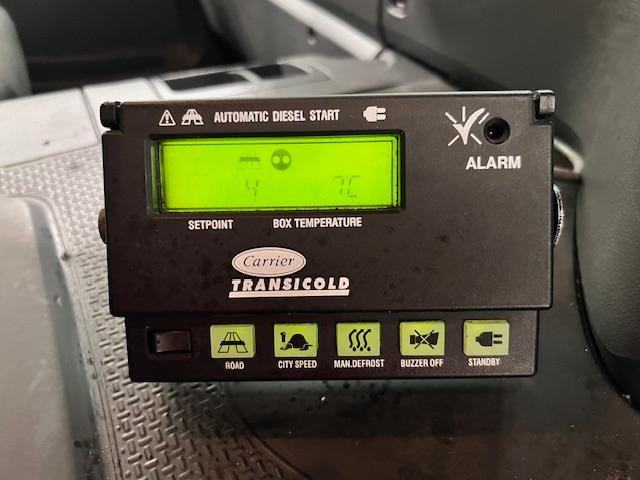 AUTOMATIC DIESEL START
ALARM
4 7C
SETPOINT BOX TEMPERATURE
Carrier
TRANSICOLD
ROAD CITY SPEED MAN.DEFROST BUZZER OFF STANDBY